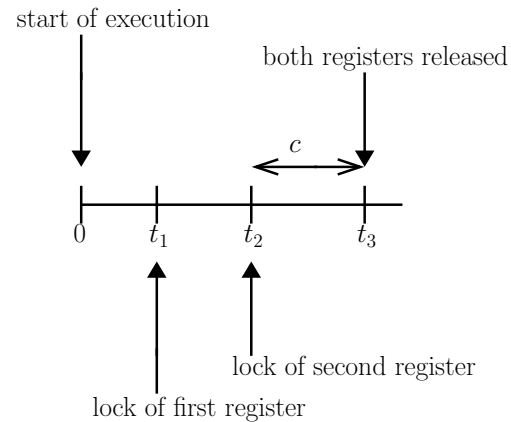 start of execution
both registers released
c
0
t₁
t₂
t₃
lock of second register
lock of first register